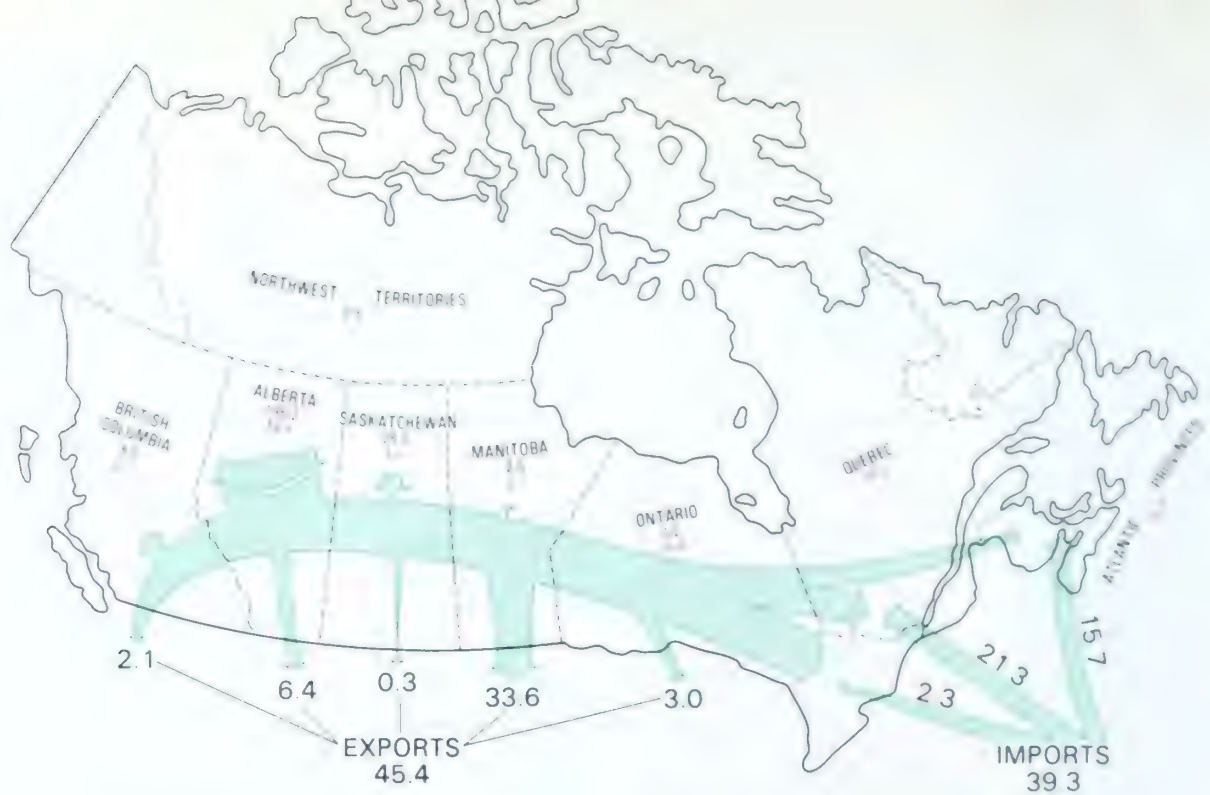 NORTHWEST TERRITORIES
ALBERTA
BRITISH
COLUMBIA
SASKATCHEWAN
MANITOBA
ONTARIO
QUEBEC
ATLANTIC PROVINCES
2.1
6.4
0.3
33.6
3.0
2 3
21 3
15.7
EXPORTS
45.4
IMPORTS
39 3